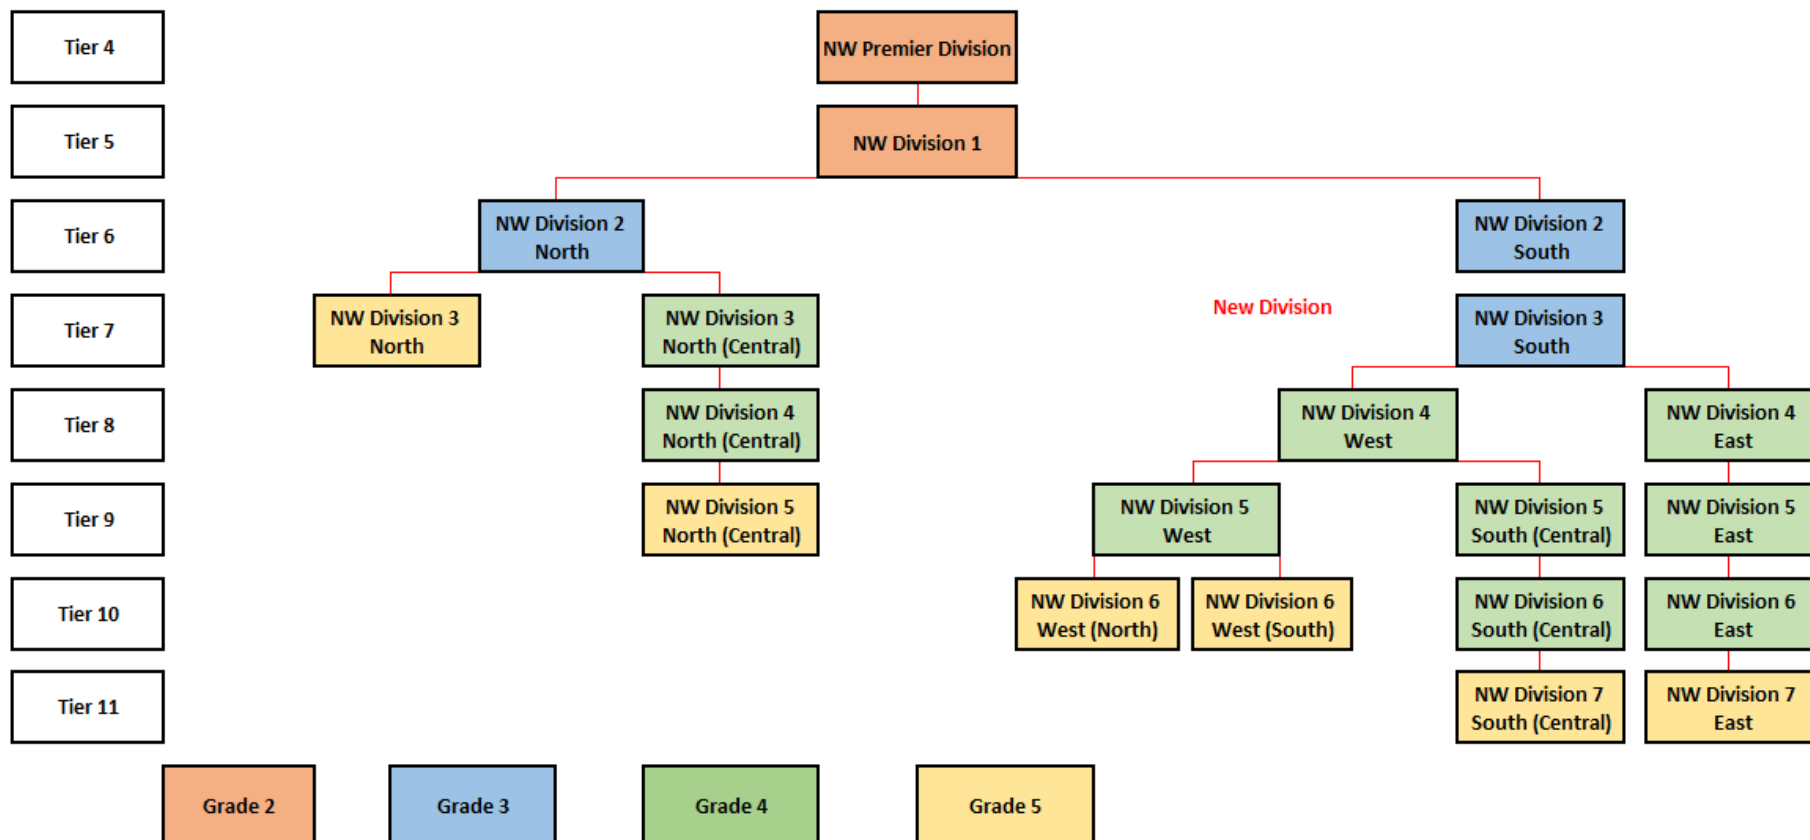 Tier 4
NW Premier Division
Tier 5
NW Division 1
Tier 6
NW Division 2
North
NW Division 2
South
Tier 7
NW Division 3
North
NW Division 3
North (Central)
New Division
NW Division 3
South
Tier 8
NW Division 4
North (Central)
NW Division 4
West
NW Division 4
East
Tier 9
NW Division 5
North (Central)
NW Division 5
West
NW Division 5
South (Central)
NW Division 5
East
Tier 10
NW Division 6
West (North)
NW Division 6
West (South)
NW Division 6
South (Central)
NW Division 6
East
Tier 11
NW Division 7
South (Central)
NW Division 7
East
Grade 2
Grade 3
Grade 4
Grade 5